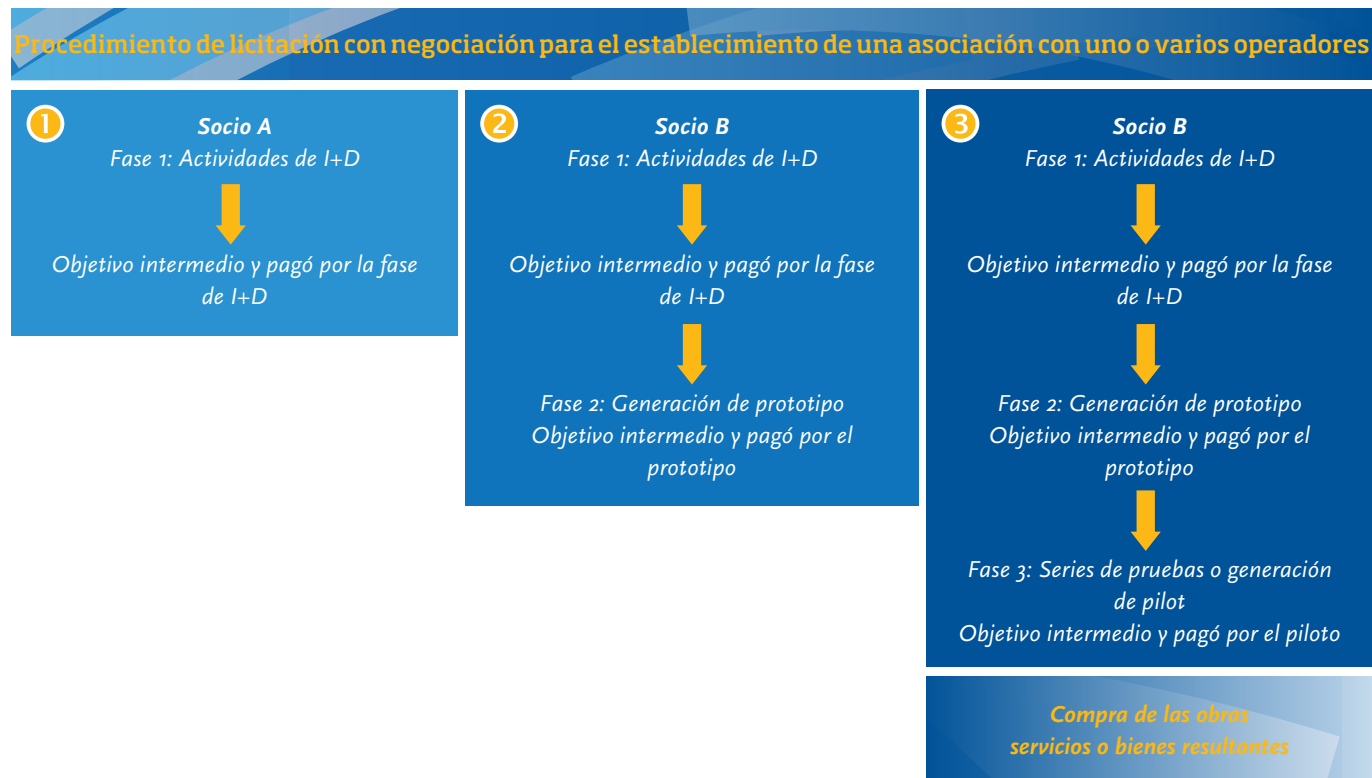 Procedimiento de licitación con negociación para el establecimiento de una asociación con uno o varios operadores
1
Socio A
Fase 1: Actividades de I+D
Objetivo intermedio y pagó por la fase
de I+D
2
Socio B
Fase 1: Actividades de I+D
Objetivo intermedio y pagó por la fase
de I+D
Fase 2: Generación de prototipo
Objetivo intermedio y pagó por el
prototipo
3
Socio B
Fase 1: Actividades de I+D
Objetivo intermedio y pagó por la fase
de I+D
Fase 2: Generación de prototipo
Objetivo intermedio y pagó por el
prototipo
Fase 3: Series de pruebas o generación
de pilot
Objetivo intermedio y pagó por el piloto
Compra de las obras
servicios o bienes resultantes